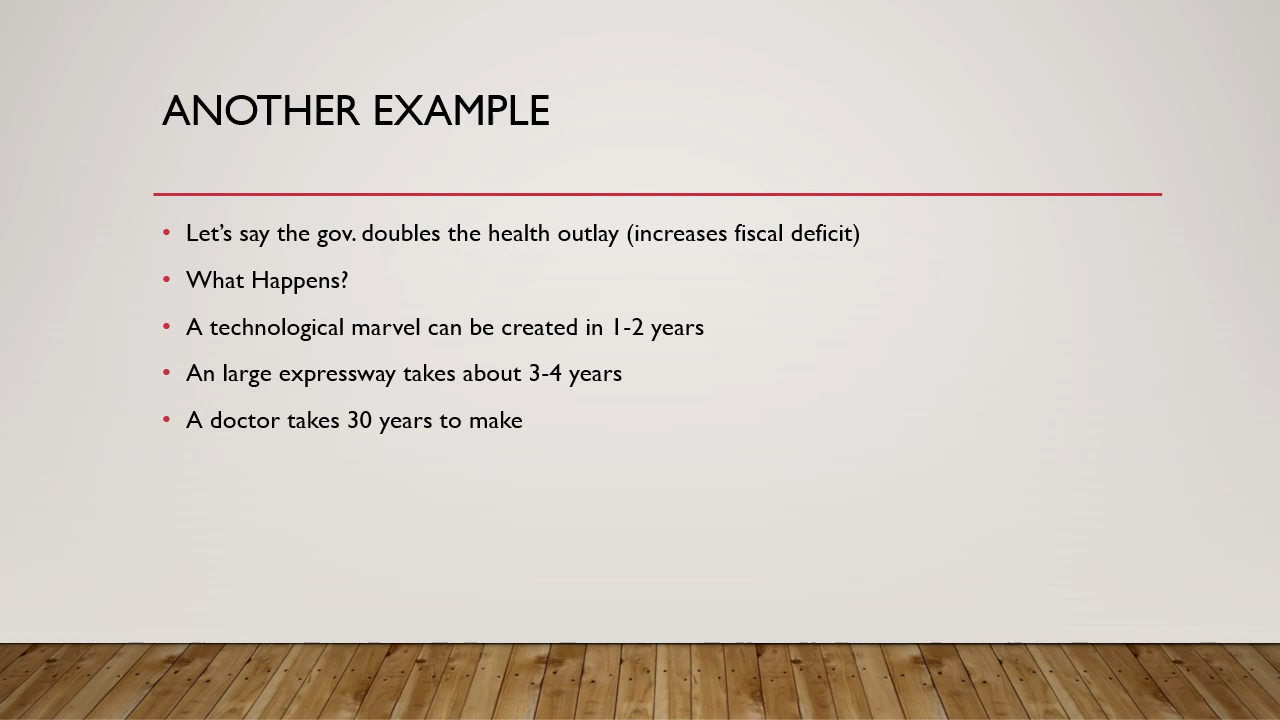 ANOTHER EXAMPLE
• Let’s say the gov. doubles the health outlay (increases fiscal deficit)
• What Happens?
• A technological marvel can be created in 1-2 years
• An large expressway takes about 3-4 years
• A doctor takes 30 years to make